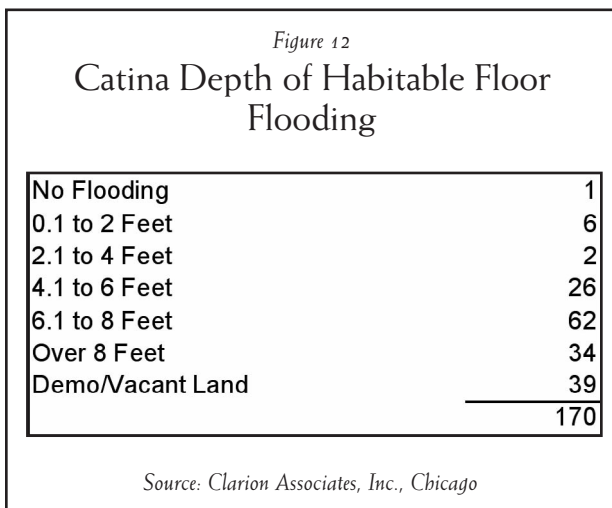 Figure 12
Catina Depth of Habitable Floor
Flooding
No Flooding 1
0.1 to 2 Feet 6
2.1 to 4 Feet 2
4.1 to 6 Feet 26
6.1 to 8 Feet 62
Over 8 Feet 34
Demo/Vacant Land 39
170
Source: Clarion Associates, Inc., Chicago